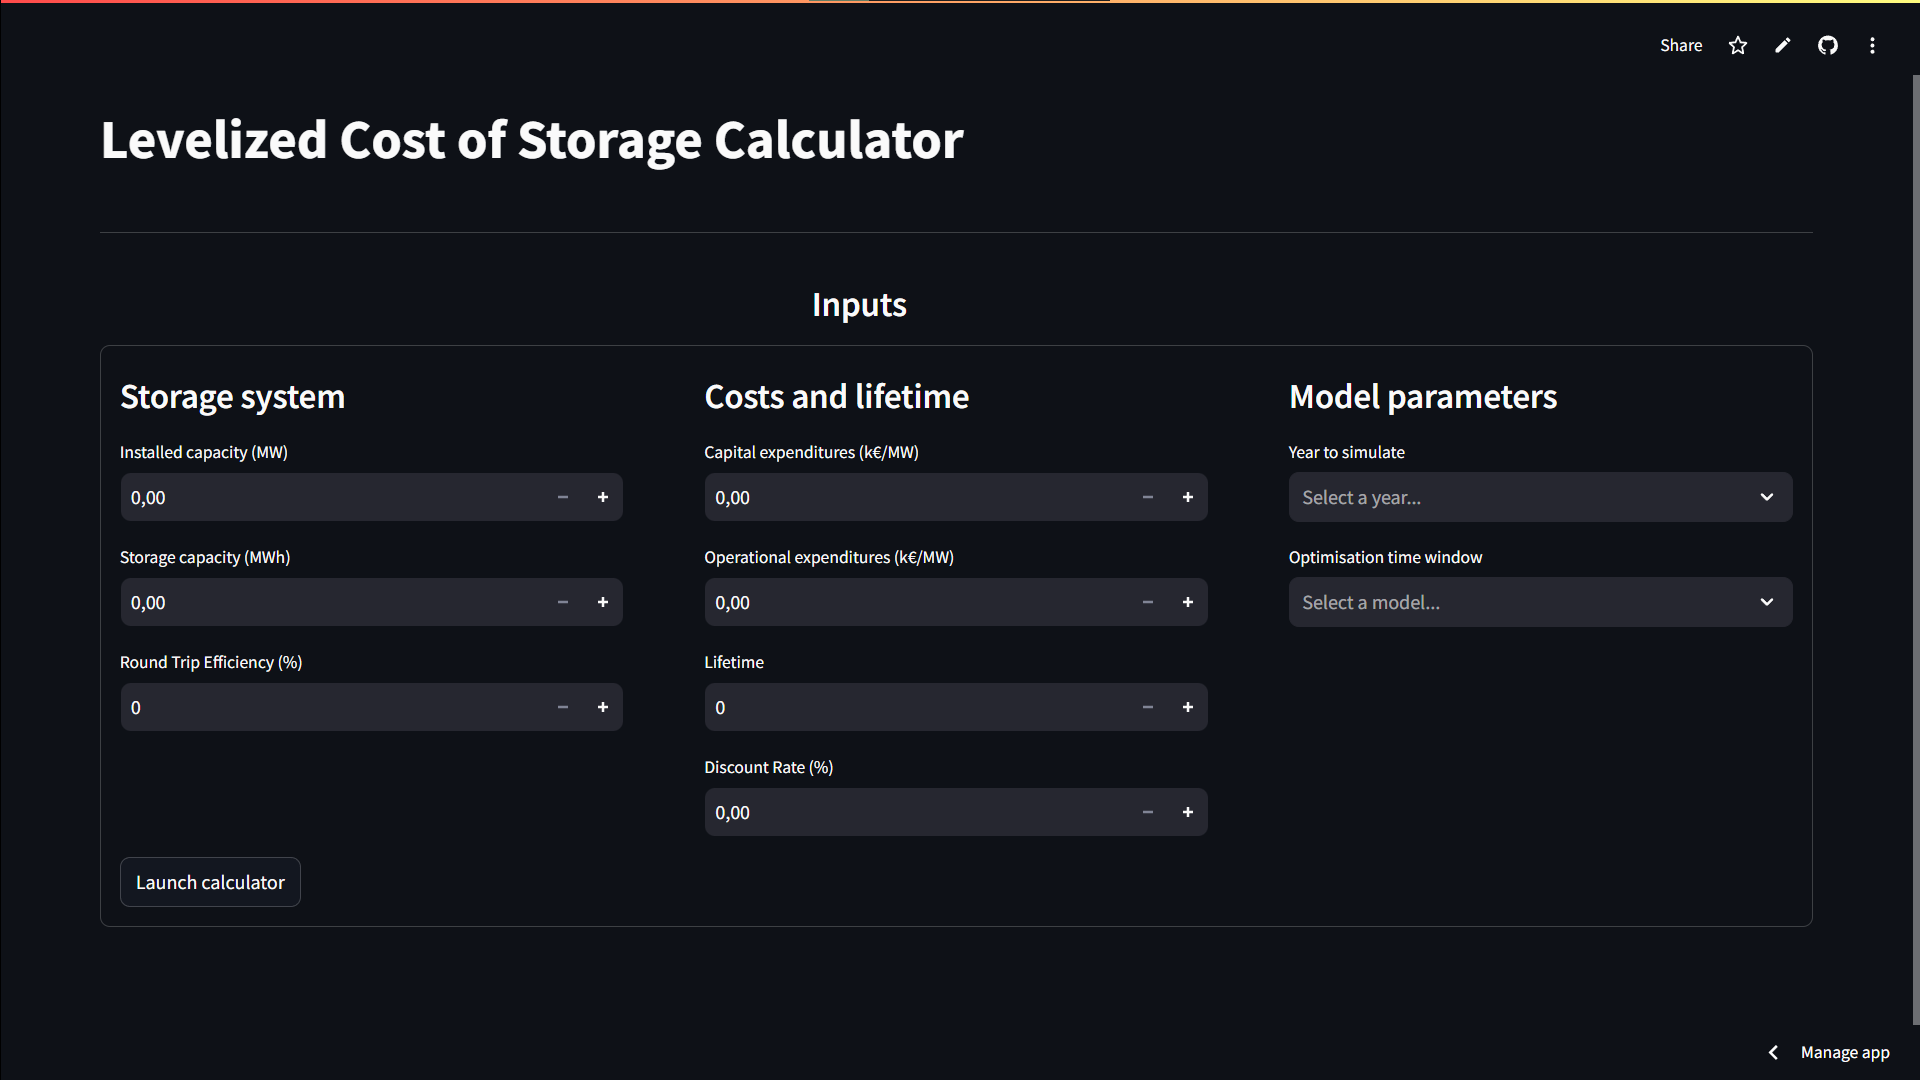 Share
Levelized Cost of Storage Calculator
Inputs
Storage system
Installed capacity (MW)
0,00
Storage capacity (MWh)
0,00
Round Trip Efficiency (%)
0
Costs and lifetime
Capital expenditures (k€/MW)
0,00
Operational expenditures (k€/MW)
0,00
Lifetime
0
Discount Rate (%)
0,00
Model parameters
Year to simulate
Select a year...
Optimisation time window
Select a model...
Launch calculator
Manage app